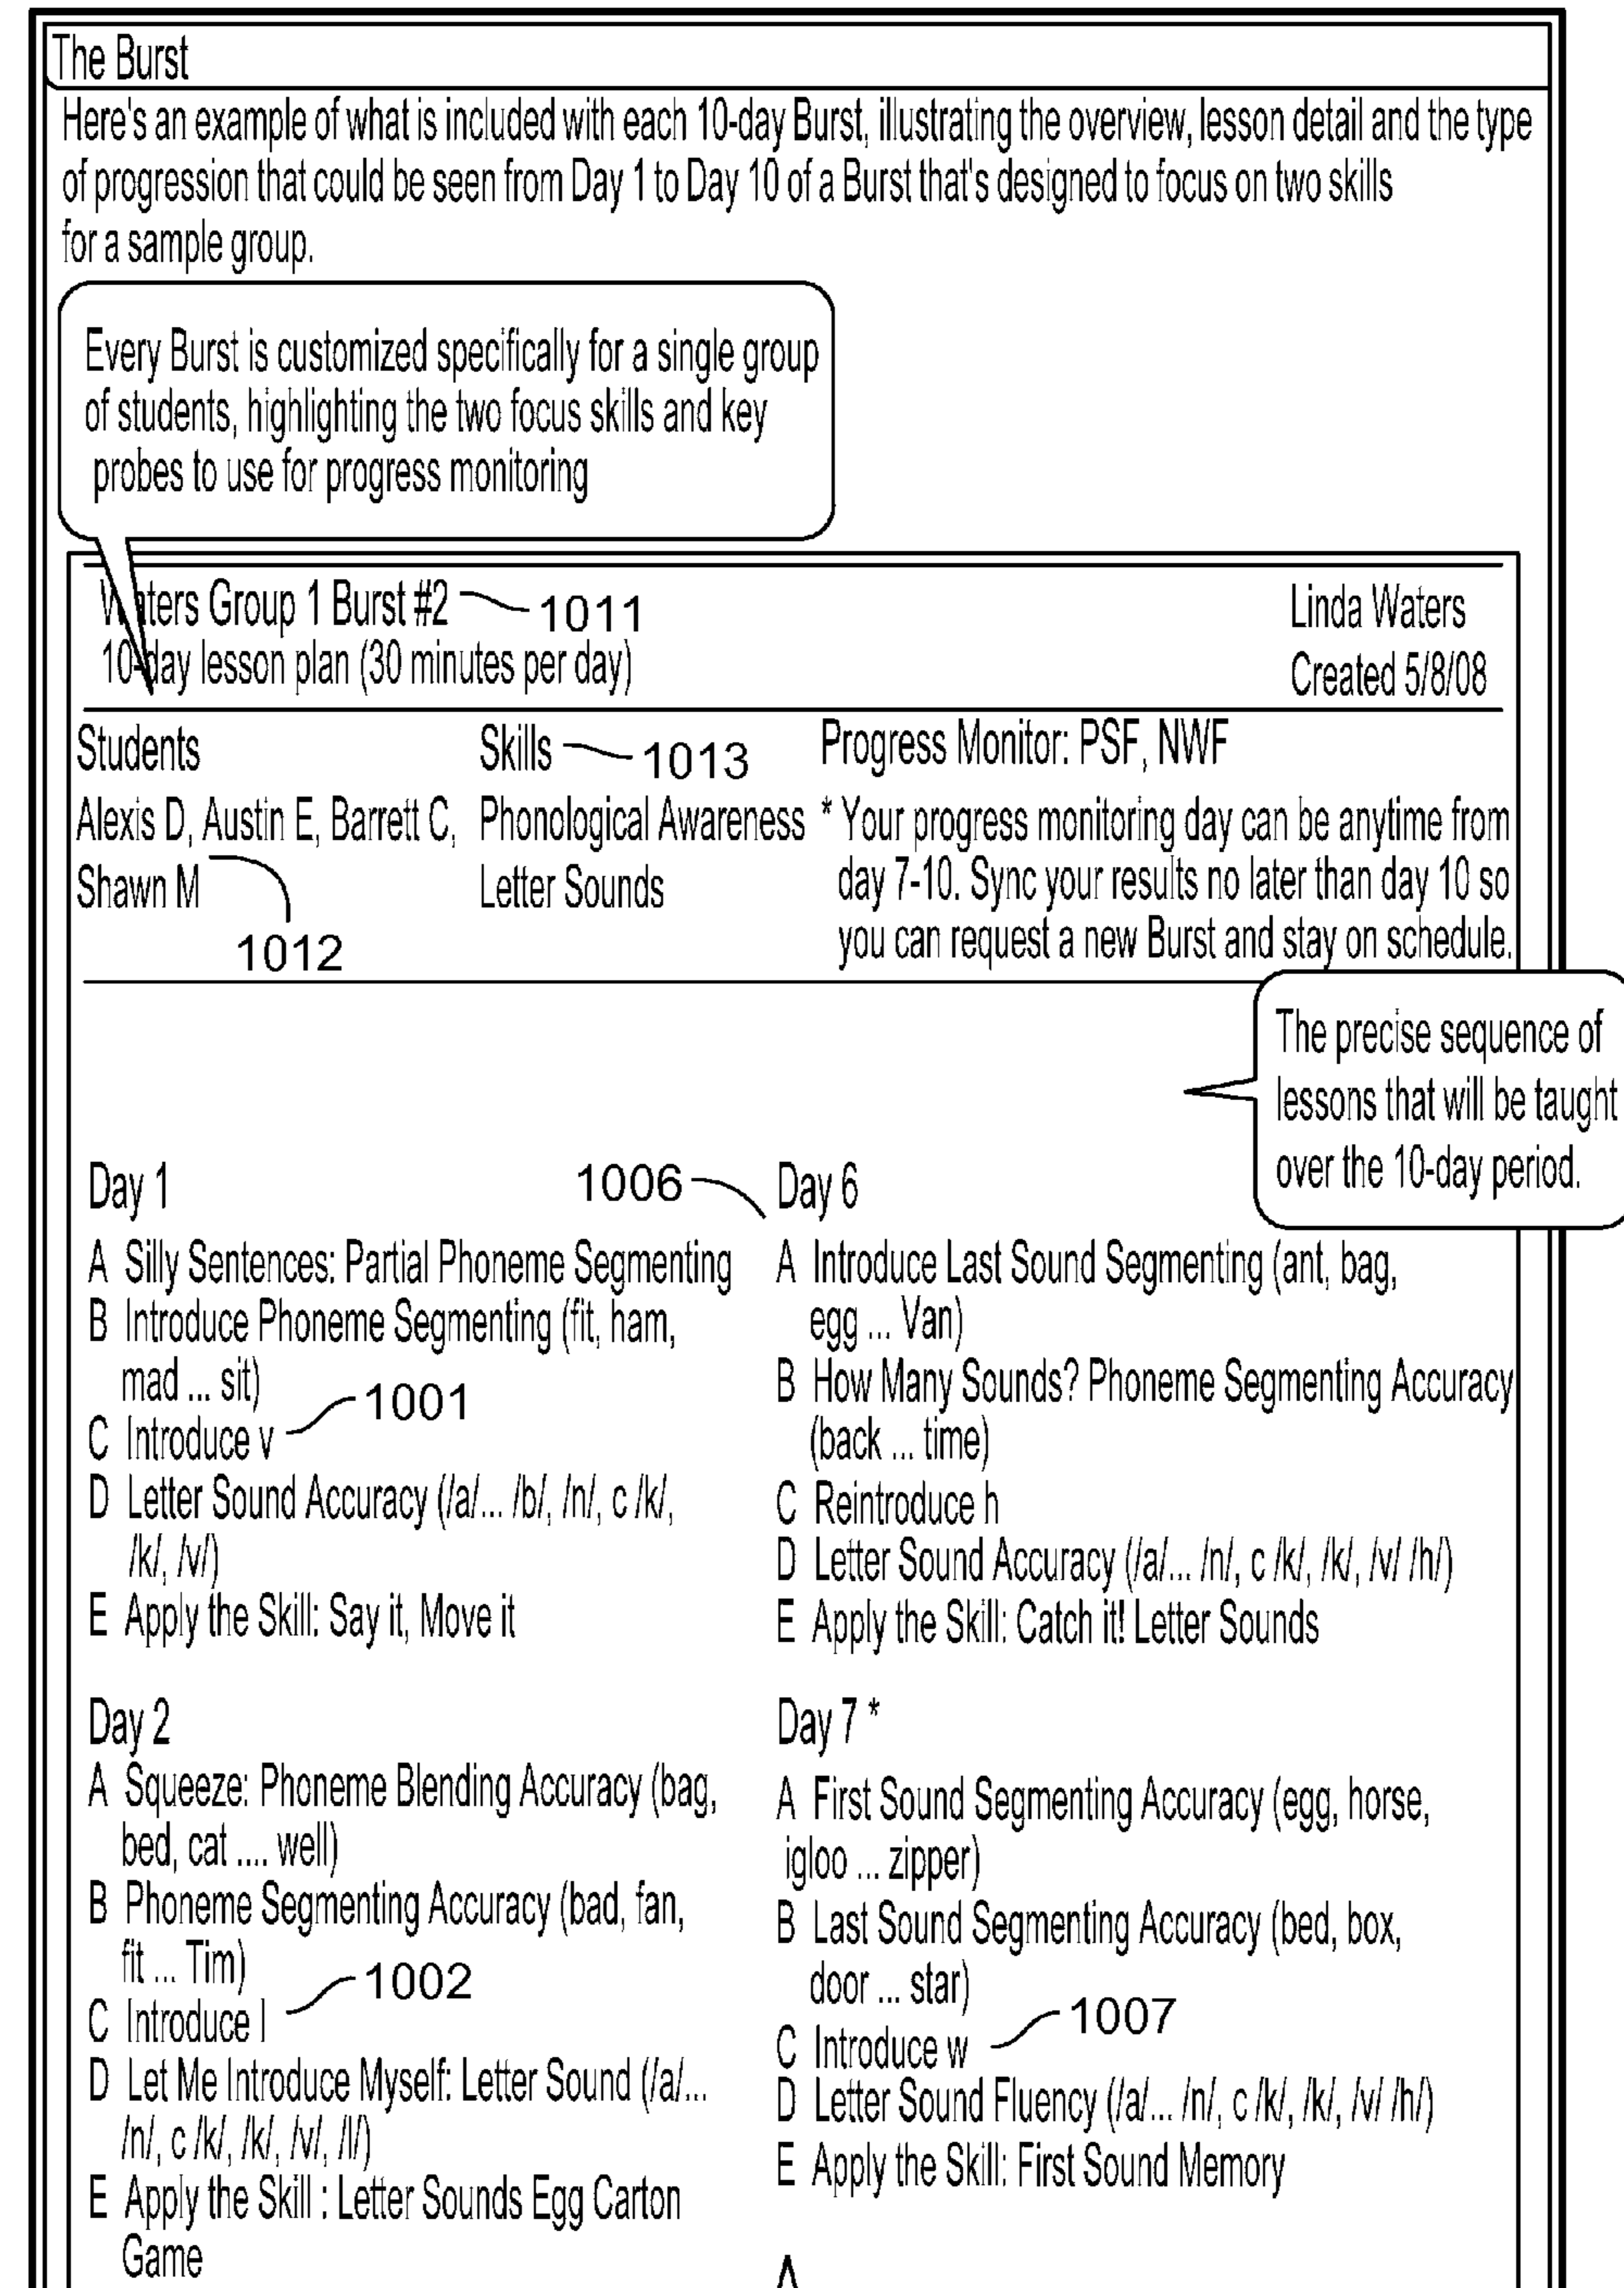 The Burst
Here's an example of what is included with each 10-day Burst, illustrating the overview, lesson detail and the type
of progression that could be seen from Day 1 to Day 10 of a Burst that's designed to focus on two skills
for a sample group.
Every Burst is customized specifically for a single group
of students, highlighting the two focus skills and key
probes to use for progress monitoring
Waters Group 1 Burst #2 1011
10-day lesson plan (30 minutes per day)
Linda Waters
Created 5/8/08
Students
Alexis D, Austin E, Barrett C,
Shawn M
1012
Skills 1013
Phonological Awareness
Letter Sounds
Progress Monitor: PSF, NWF
* Your progress monitoring day can be anytime from
day 7-10. Sync your results no later than day 10 so
you can request a new Burst and stay on schedule.
The precise sequence of
lessons that will be taught
over the 10-day period.
Day 1
A Silly Sentences: Partial Phoneme Segmenting
B Introduce Phoneme Segmenting (fit, ham,
mad ... sit)
C Introduce v 1001
D Letter Sound Accuracy (/a/... /b/, /n/, c /k/,
/k/, /v/)
E Apply the Skill: Say it, Move it
Day 2
A Squeeze: Phoneme Blending Accuracy (bag,
bed, cat .... well)
B Phoneme Segmenting Accuracy (bad, fan,
fit ... Tim)
C Introduce l 1002
D Let Me Introduce Myself: Letter Sound (/a/...
/n/, c /k/, /k/, /v/, /l/)
E Apply the Skill : Letter Sounds Egg Carton
Game
1006 Day 6
A Introduce Last Sound Segmenting (ant, bag,
egg ... Van)
B How Many Sounds? Phoneme Segmenting Accuracy
(back ... time)
C Reintroduce h
D Letter Sound Accuracy (/a/... /n/, c /k/, /k/, /v/ /h/)
E Apply the Skill: Catch it! Letter Sounds
Day 7 *
A First Sound Segmenting Accuracy (egg, horse,
igloo ... zipper)
B Last Sound Segmenting Accuracy (bed, box,
door ... star)
C Introduce w 1007
D Letter Sound Fluency (/a/... /n/, c /k/, /k/, /v/ /h/)
E Apply the Skill: First Sound Memory